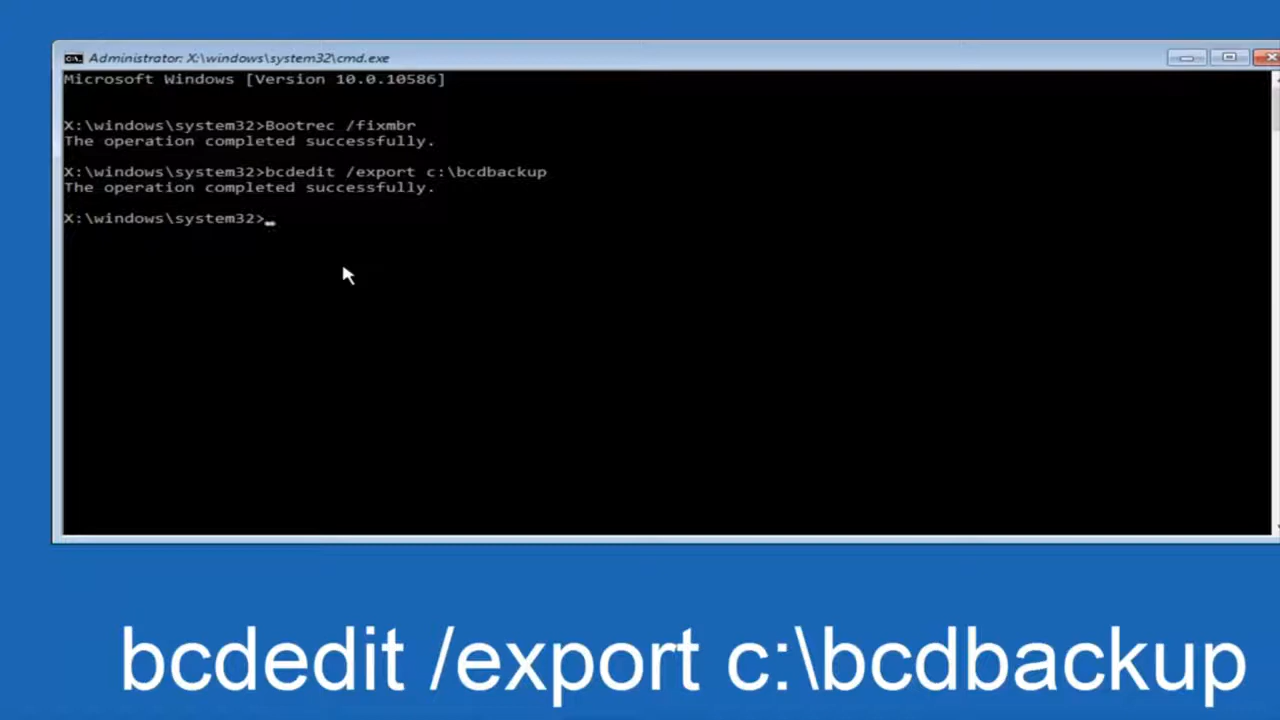 Administrator: X:\windows\system32\cmd.exe
Microsoft Windows [Version 10.0.10586]
X:\windows\system32>Bootrec /fixmbr
The operation completed successfully.
X:\windows\system32>bcdedit /export c:\bcdbackup
The operation completed successfully.
X:\windows\system32>_
bcdedit /export c:\bcdbackup